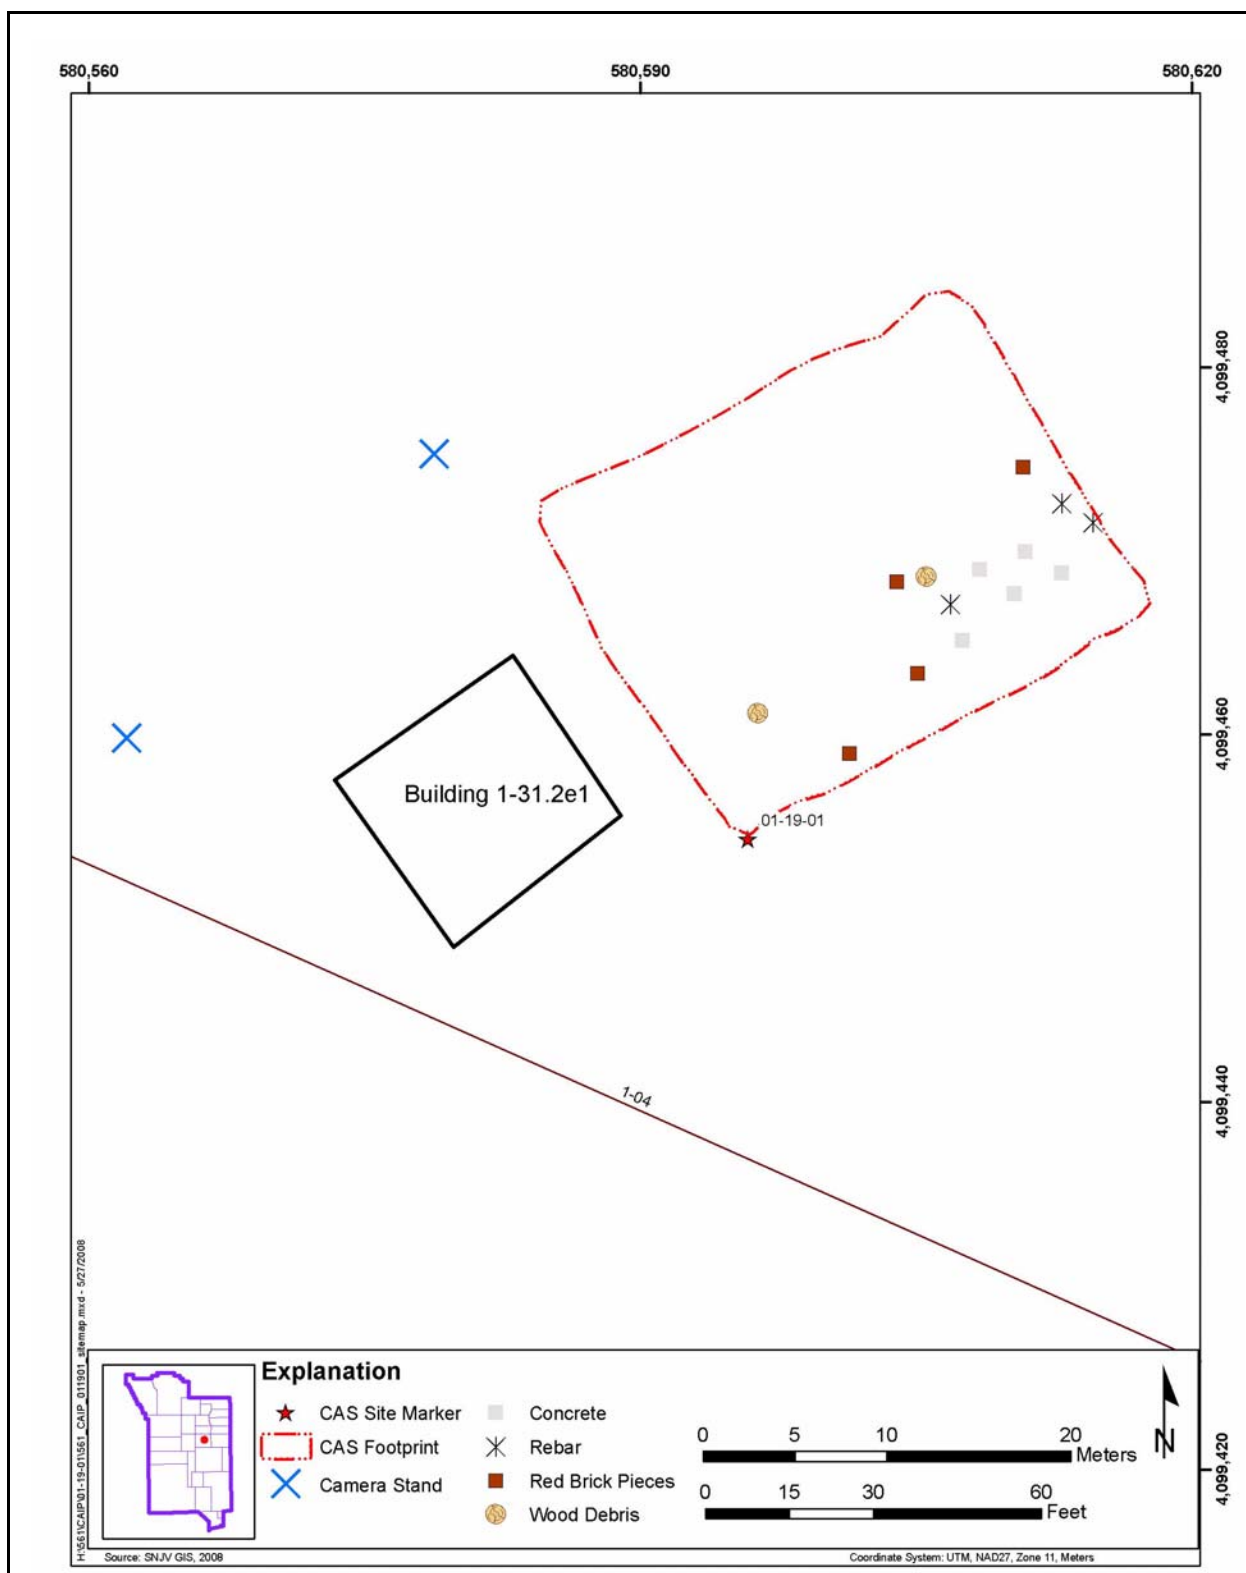 580,560
580,590
580,620
4,099,480
4,099,460
4,099,440
4,099,420
Building 1-31.2e1
01-19-01
1-04
H:\561\CAIP\01-19-01\561_CAIP_011901_sitemap.mxd - 5/27/2008
Explanation
CAS Site Marker
CAS Footprint
Camera Stand
Concrete
Rebar
Red Brick Pieces
Wood Debris
0 5 10 20
Meters
0 15 30 60
Feet
N
Source: SNJV GIS, 2008
Coordinate System: UTM, NAD27, Zone 11, Meters